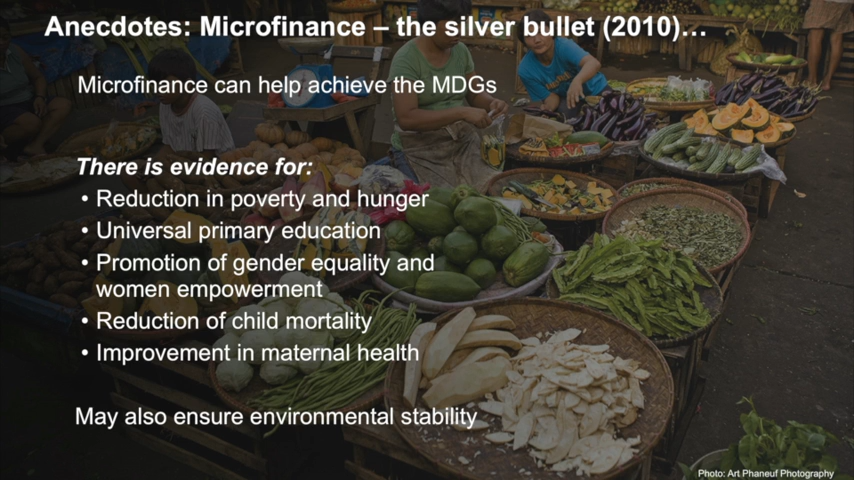 Anecdotes: Microfinance – the silver bullet (2010)…
Microfinance can help achieve the MDGs
There is evidence for:
• Reduction in poverty and hunger
• Universal primary education
• Promotion of gender equality and
women empowerment
• Reduction of child mortality
• Improvement in maternal health
May also ensure environmental stability
Photo: Art Phaneuf Photography